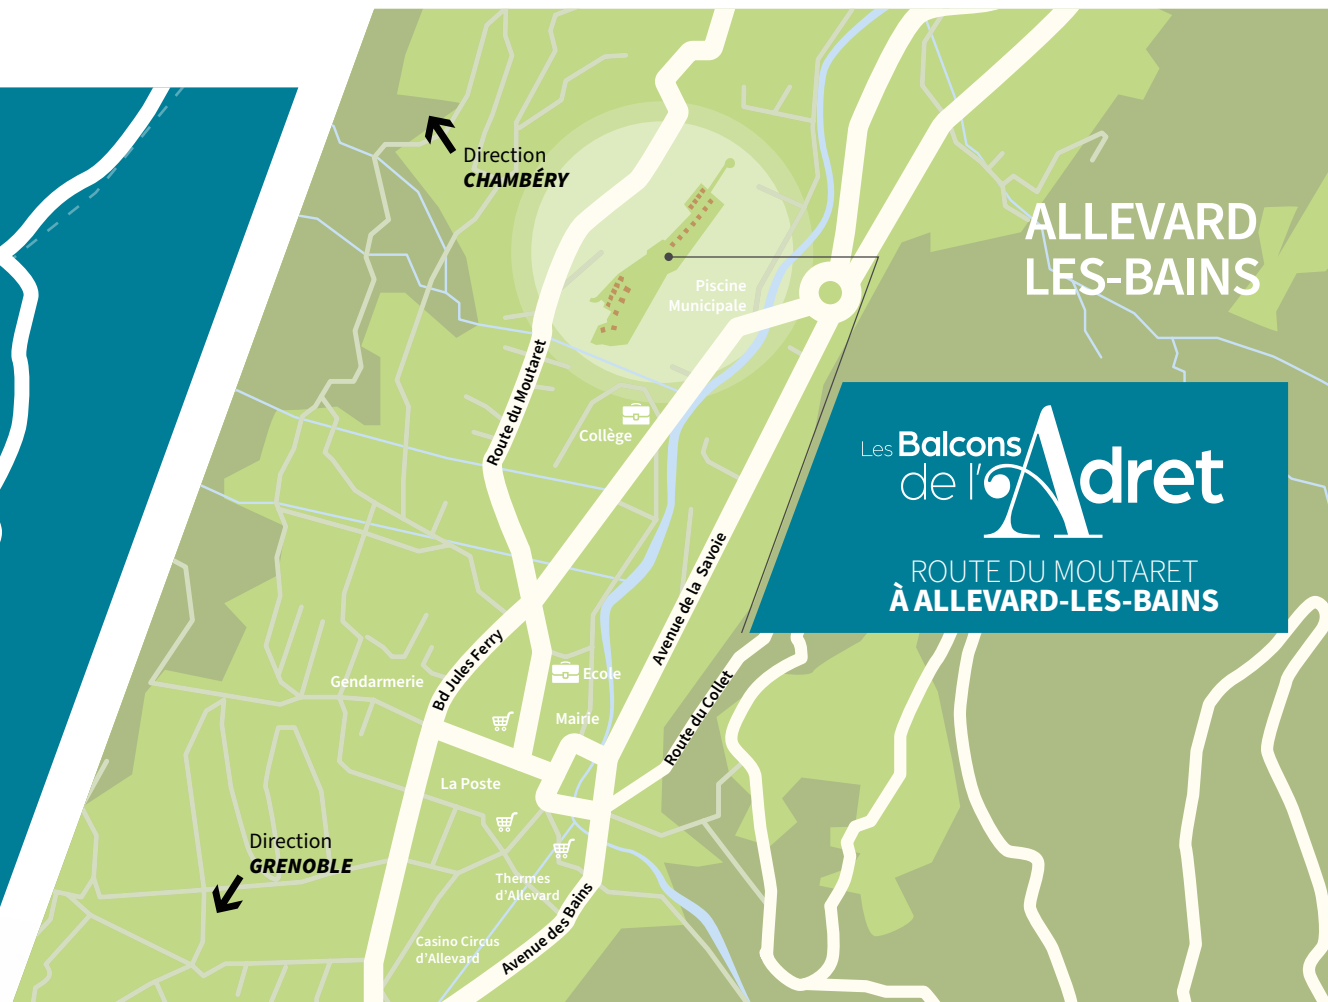 Direction
CHAMBÉRY
ALLEVARD
LES-BAINS
Piscine
Municipale
Route du Moutaret
Collège
Les Balcons
de l'Adret
ROUTE DU MOUTARET
À ALLEVARD-LES-BAINS
Avenue de la Savoie
Bd Jules Ferry
Gendarmerie
Ecole
Mairie
Route du Collet
La Poste
Direction
GRENOBLE
Thermes
d'Allevard
Avenue des Bains
Casino Circus
d'Allevard